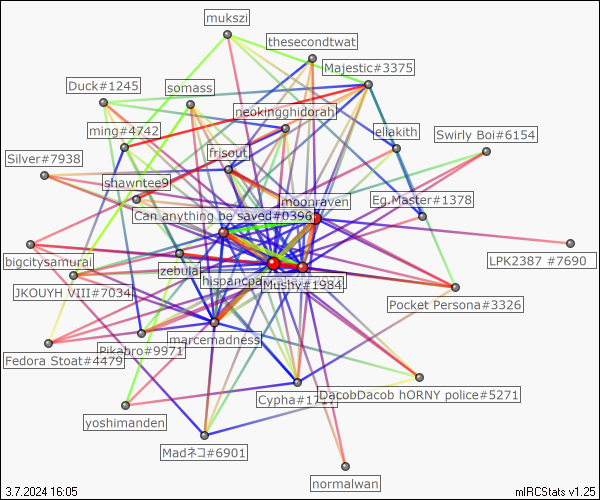 mukszi
thesecondtwat
Majestic#3375
Duck#1245
somass
neokingghidorah
ming#4742
eliakith
Swirly Boi#6154
frisout
Silver#7938
shawntee9
moonraven
Eg.Master#1378
Can anything be saved#0396
bigcitysamurai
zebula
LPK2387 #7690
hispancpa
Mushy#1984
JKOUYH VIII#7034
Pocket Persona#3326
marcemadness
Pikabro#9971
Fedora Stoat#4479
Cypha#1717
DacobDacob hORNY police#5271
yoshimanden
Madネコ#6901
normalwan
3.7.2024 16:05
mIRCStats v1.25